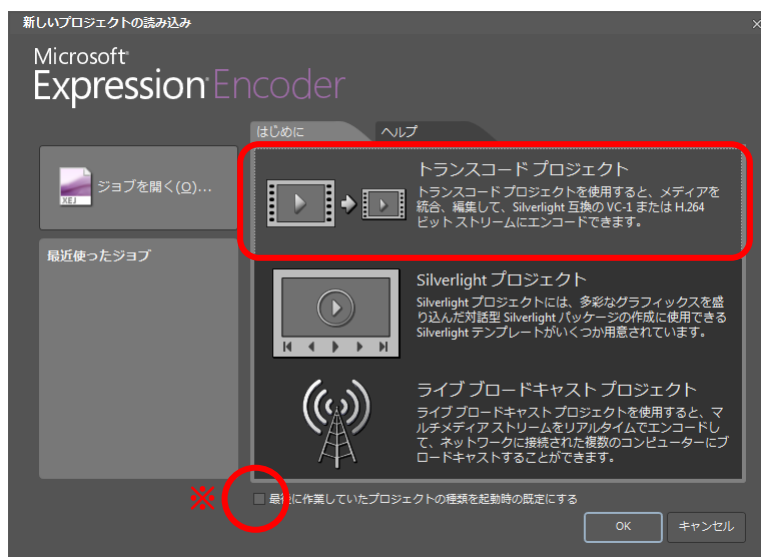 新しいプロジェクトの読み込み
Microsoft®
Expression® Encoder
はじめに
ヘルプ
ジョブを開く(O)...
XEJ
最近使ったジョブ
トランスコード プロジェクト
トランスコード プロジェクトを使用すると、メディアを
統合、編集して、Silverlight 互換の VC-1 または H.264
ビット ストリームにエンコードできます。
Silverlight プロジェクト
Silverlight プロジェクトには、多彩なグラフィックスを盛
り込んだ対話型 Silverlight パッケージの作成に使用できる
Silverlight テンプレートがいくつか用意されています。
ライブ ブロードキャスト プロジェクト
ライブ ブロードキャスト プロジェクトを使用すると、マ
ルチメディア ストリームをリアルタイムでエンコードし
て、ネットワークに接続された複数のコンピューターにブ
ロードキャストすることができます。
※
最後に作業していたプロジェクトの種類を起動時の既定にする
OK
キャンセル